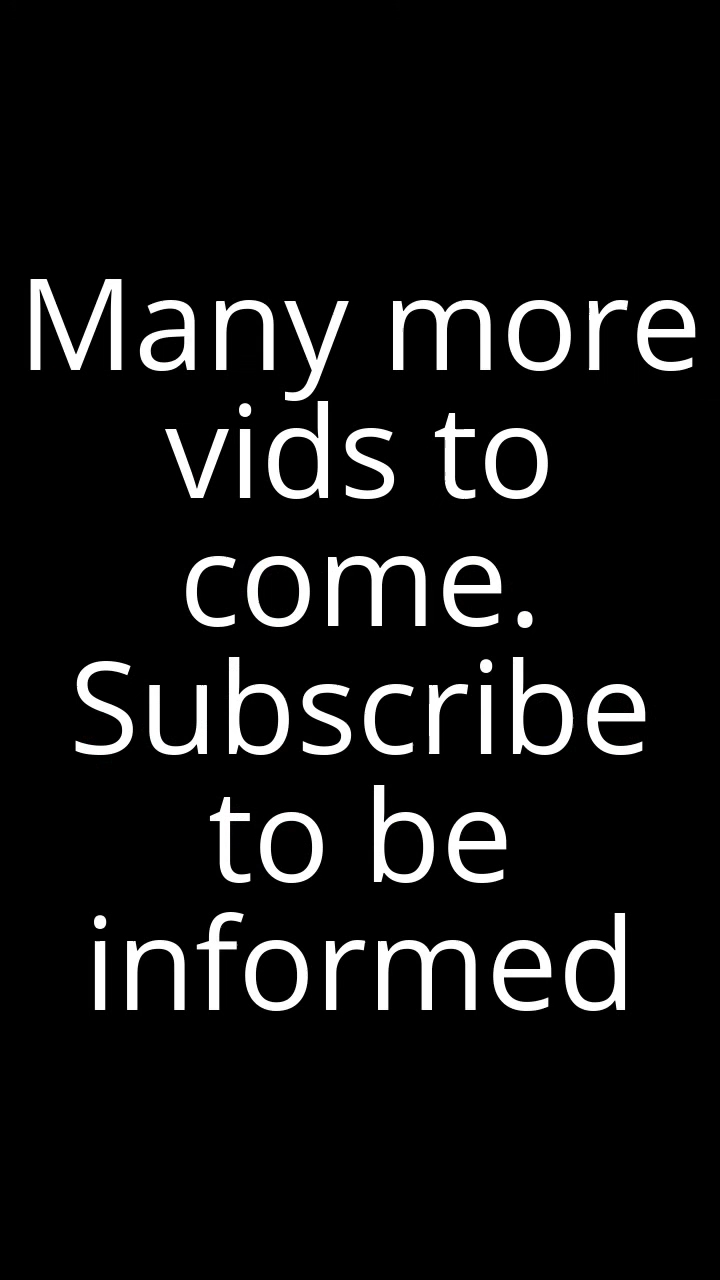 Many more
vids to
come.
Subscribe
to be
informed